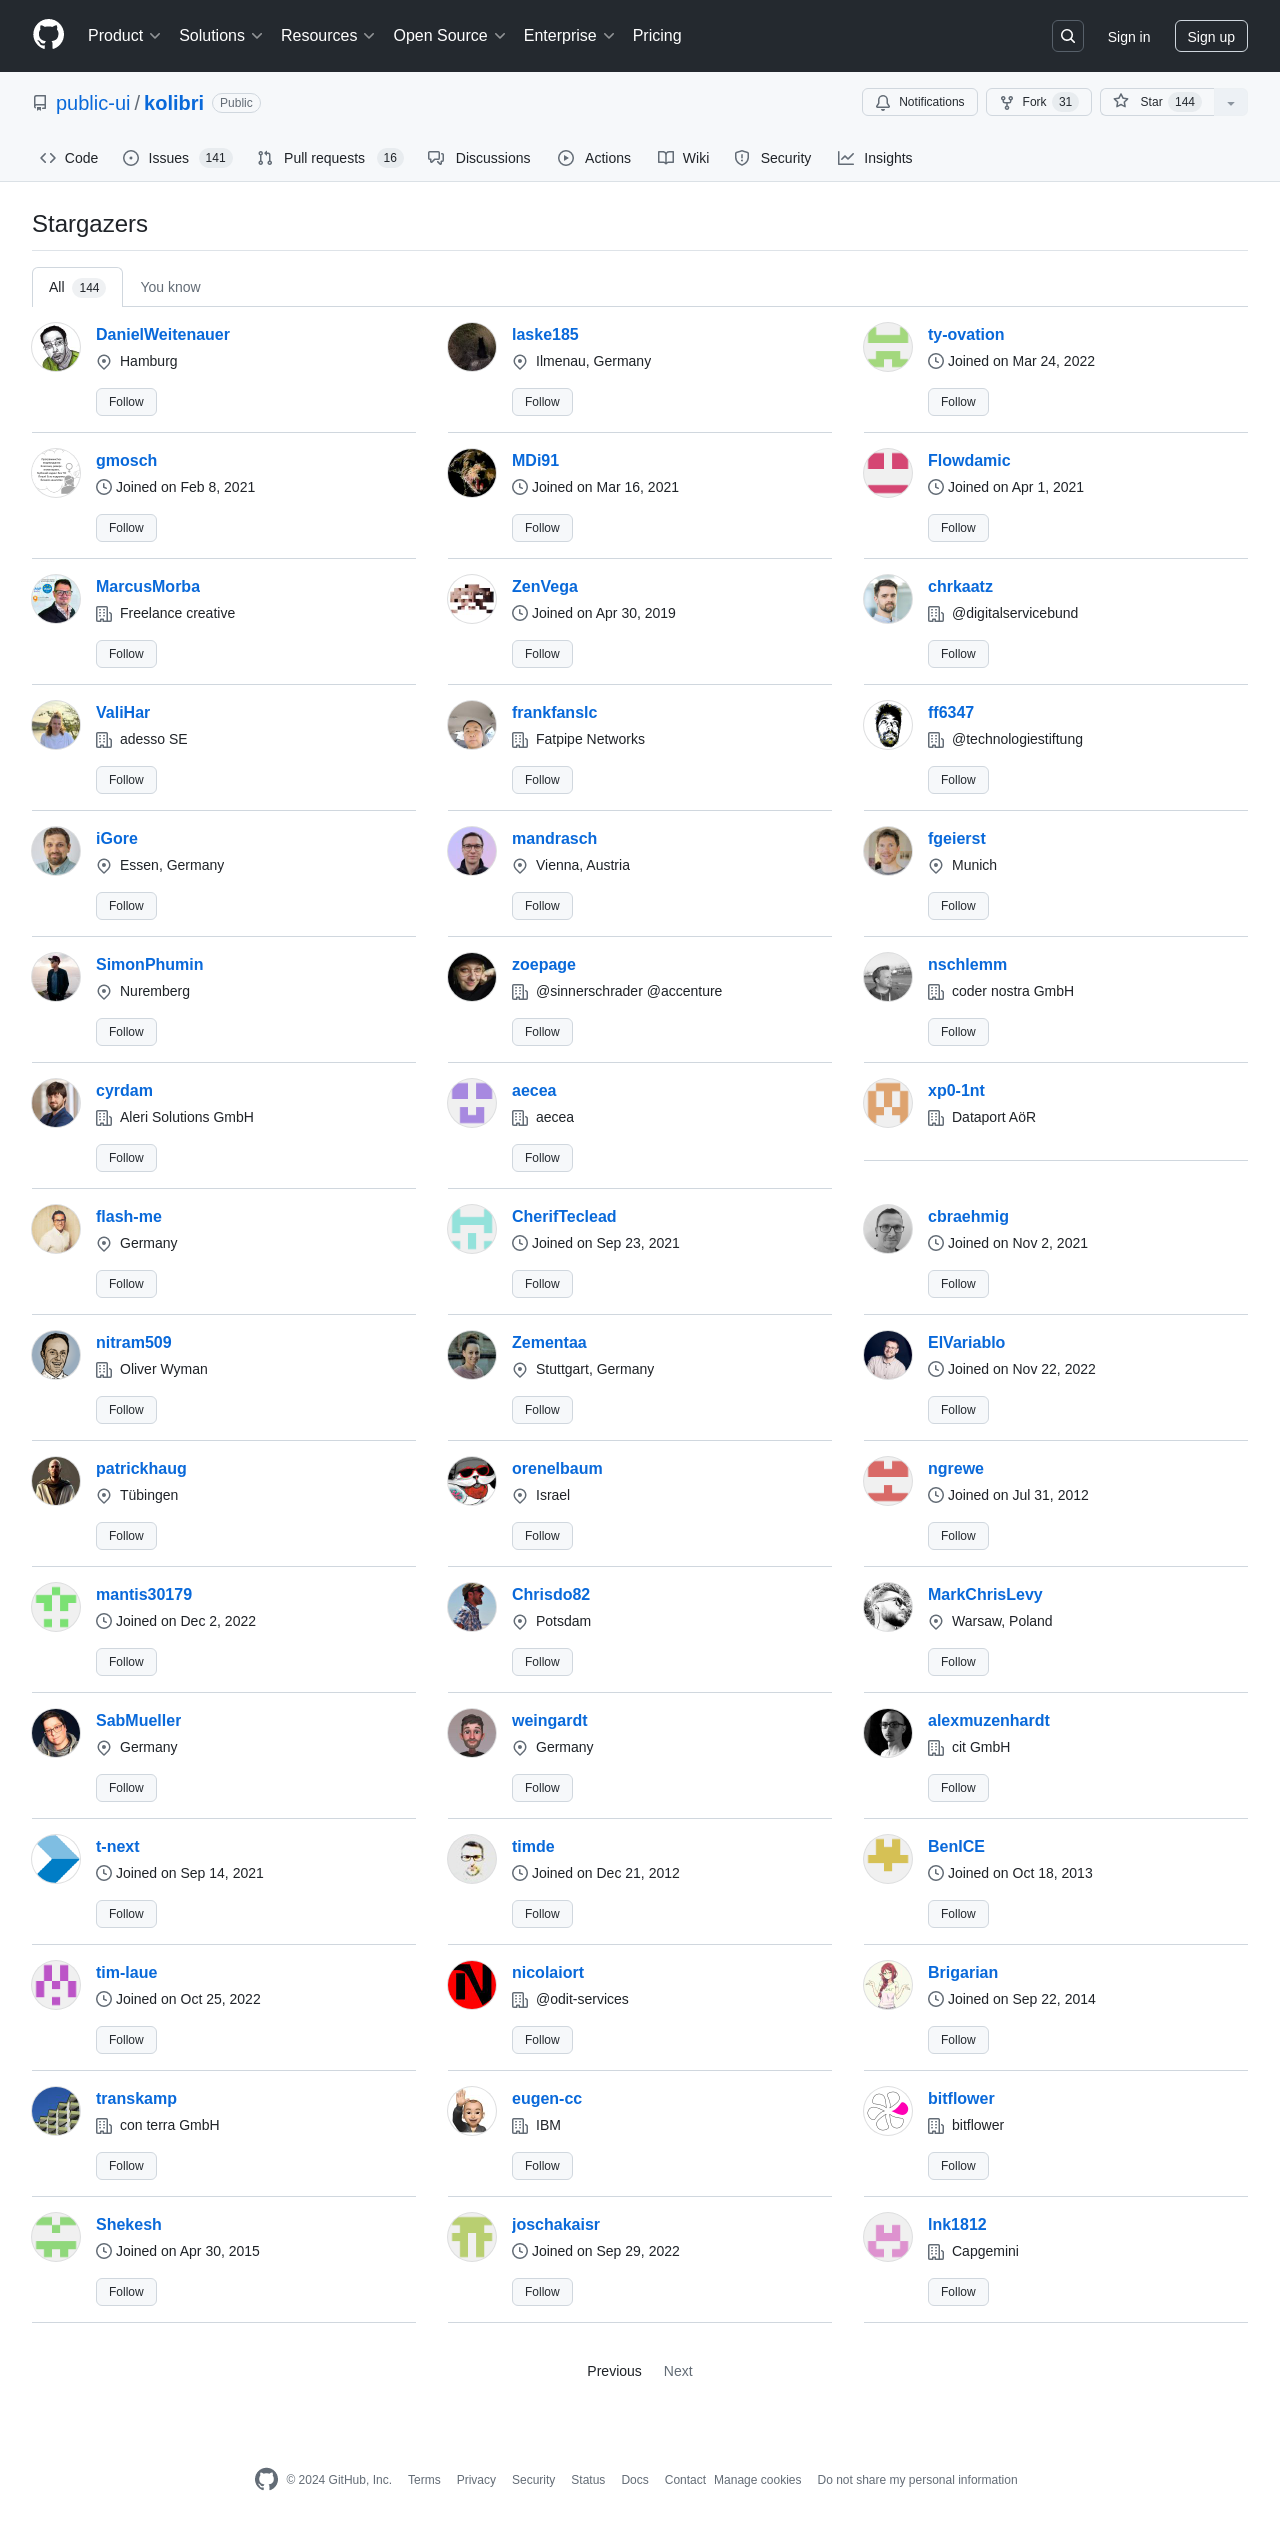 Product Solutions Resources Open Source Enterprise Pricing Sign in Sign up
public-ui / kolibri Public Notifications Fork 31 Star 144
Code Issues 141 Pull requests 16 Discussions Actions Wiki Security Insights
Stargazers
All 144 You know
DanielWeitenauer laske185 ty-ovation
Hamburg Ilmenau, Germany Joined on Mar 24, 2022
Follow Follow Follow
gmosch MDi91 Flowdamic
Joined on Feb 8, 2021 Joined on Mar 16, 2021 Joined on Apr 1, 2021
Follow Follow Follow
MarcusMorba ZenVega chrkaatz
Freelance creative Joined on Apr 30, 2019 @digitalservicebund
Follow Follow Follow
ValiHar frankfanslc ff6347
adesso SE Fatpipe Networks @technologiestiftung
Follow Follow Follow
iGore mandrasch fgeierst
Essen, Germany Vienna, Austria Munich
Follow Follow Follow
SimonPhumin zoepage nschlemm
Nuremberg @sinnerschrader @accenture coder nostra GmbH
Follow Follow Follow
cyrdam aecea xp0-1nt
Aleri Solutions GmbH aecea Dataport AöR
Follow Follow
flash-me CherifTeclead cbraehmig
Germany Joined on Sep 23, 2021 Joined on Nov 2, 2021
Follow Follow Follow
nitram509 Zementaa ElVariablo
Oliver Wyman Stuttgart, Germany Joined on Nov 22, 2022
Follow Follow Follow
patrickhaug orenelbaum ngrewe
Tübingen Israel Joined on Jul 31, 2012
Follow Follow Follow
mantis30179 Chrisdo82 MarkChrisLevy
Joined on Dec 2, 2022 Potsdam Warsaw, Poland
Follow Follow Follow
SabMueller weingardt alexmuzenhardt
Germany Germany cit GmbH
Follow Follow Follow
t-next timde BenICE
Joined on Sep 14, 2021 Joined on Dec 21, 2012 Joined on Oct 18, 2013
Follow Follow Follow
tim-laue nicolaiort Brigarian
Joined on Oct 25, 2022 @odit-services Joined on Sep 22, 2014
Follow Follow Follow
transkamp eugen-cc bitflower
con terra GmbH IBM bitflower
Follow Follow Follow
Shekesh joschakaisr lnk1812
Joined on Apr 30, 2015 Joined on Sep 29, 2022 Capgemini
Follow Follow Follow
Previous Next
© 2024 GitHub, Inc. Terms Privacy Security Status Docs Contact Manage cookies Do not share my personal information